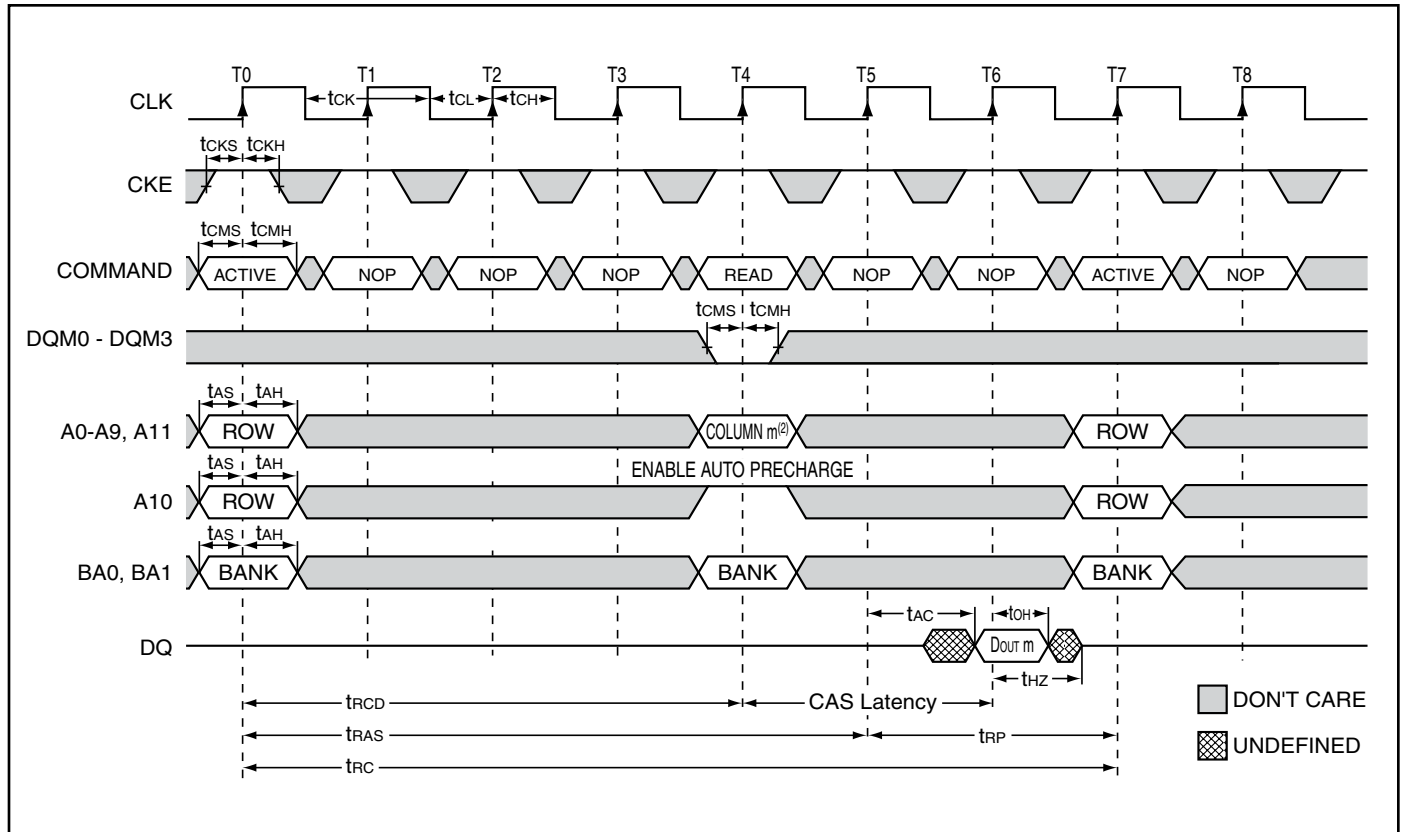 T0 T1 T2 T3 T4 T5 T6 T7 T8
CLK
tCK tCL tCH
tCKS tCKH
CKE
tCMS tCMH
COMMAND ACTIVE NOP NOP NOP READ NOP NOP ACTIVE NOP
tCMS tCMH
DQM0 - DQM3
tAS tAH
A0-A9, A11 ROW COLUMN m(2) ROW
ENABLE AUTO PRECHARGE
tAS tAH
A10 ROW ROW
tAS tAH
BA0, BA1 BANK BANK BANK
tAC tOH
DQ DOUT m
tHZ
tRCD CAS Latency
DON'T CARE
tRAS tRP
UNDEFINED
tRC